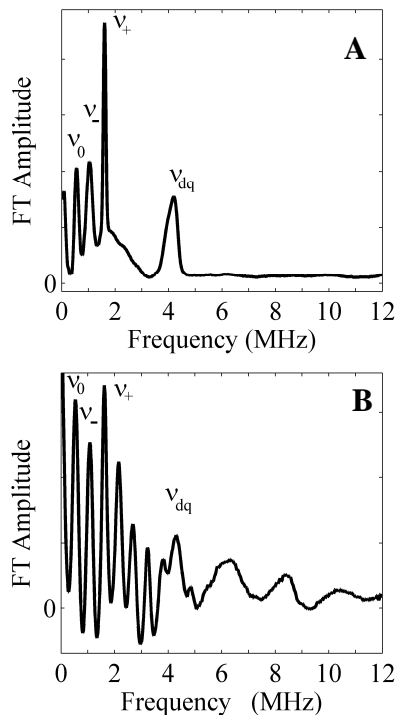 A
ν+
ν-
ν0
νdq
FT Amplitude
0
0 2 4 6 8 10 12
Frequency (MHz)
B
ν0
ν-
ν+
νdq
FT Amplitude
0
0 2 4 6 8 10 12
Frequency (MHz)